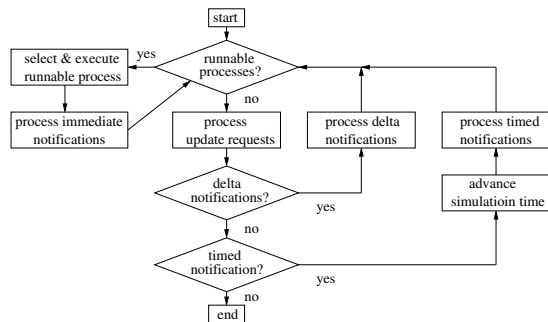 start
select & execute
runnable process
yes
runnable
processes?
no
process immediate
notifications
process
update requests
process delta
notifications
process timed
notifications
delta
notifications?
yes
advance
simulatioin time
no
timed
notification?
yes
no
end